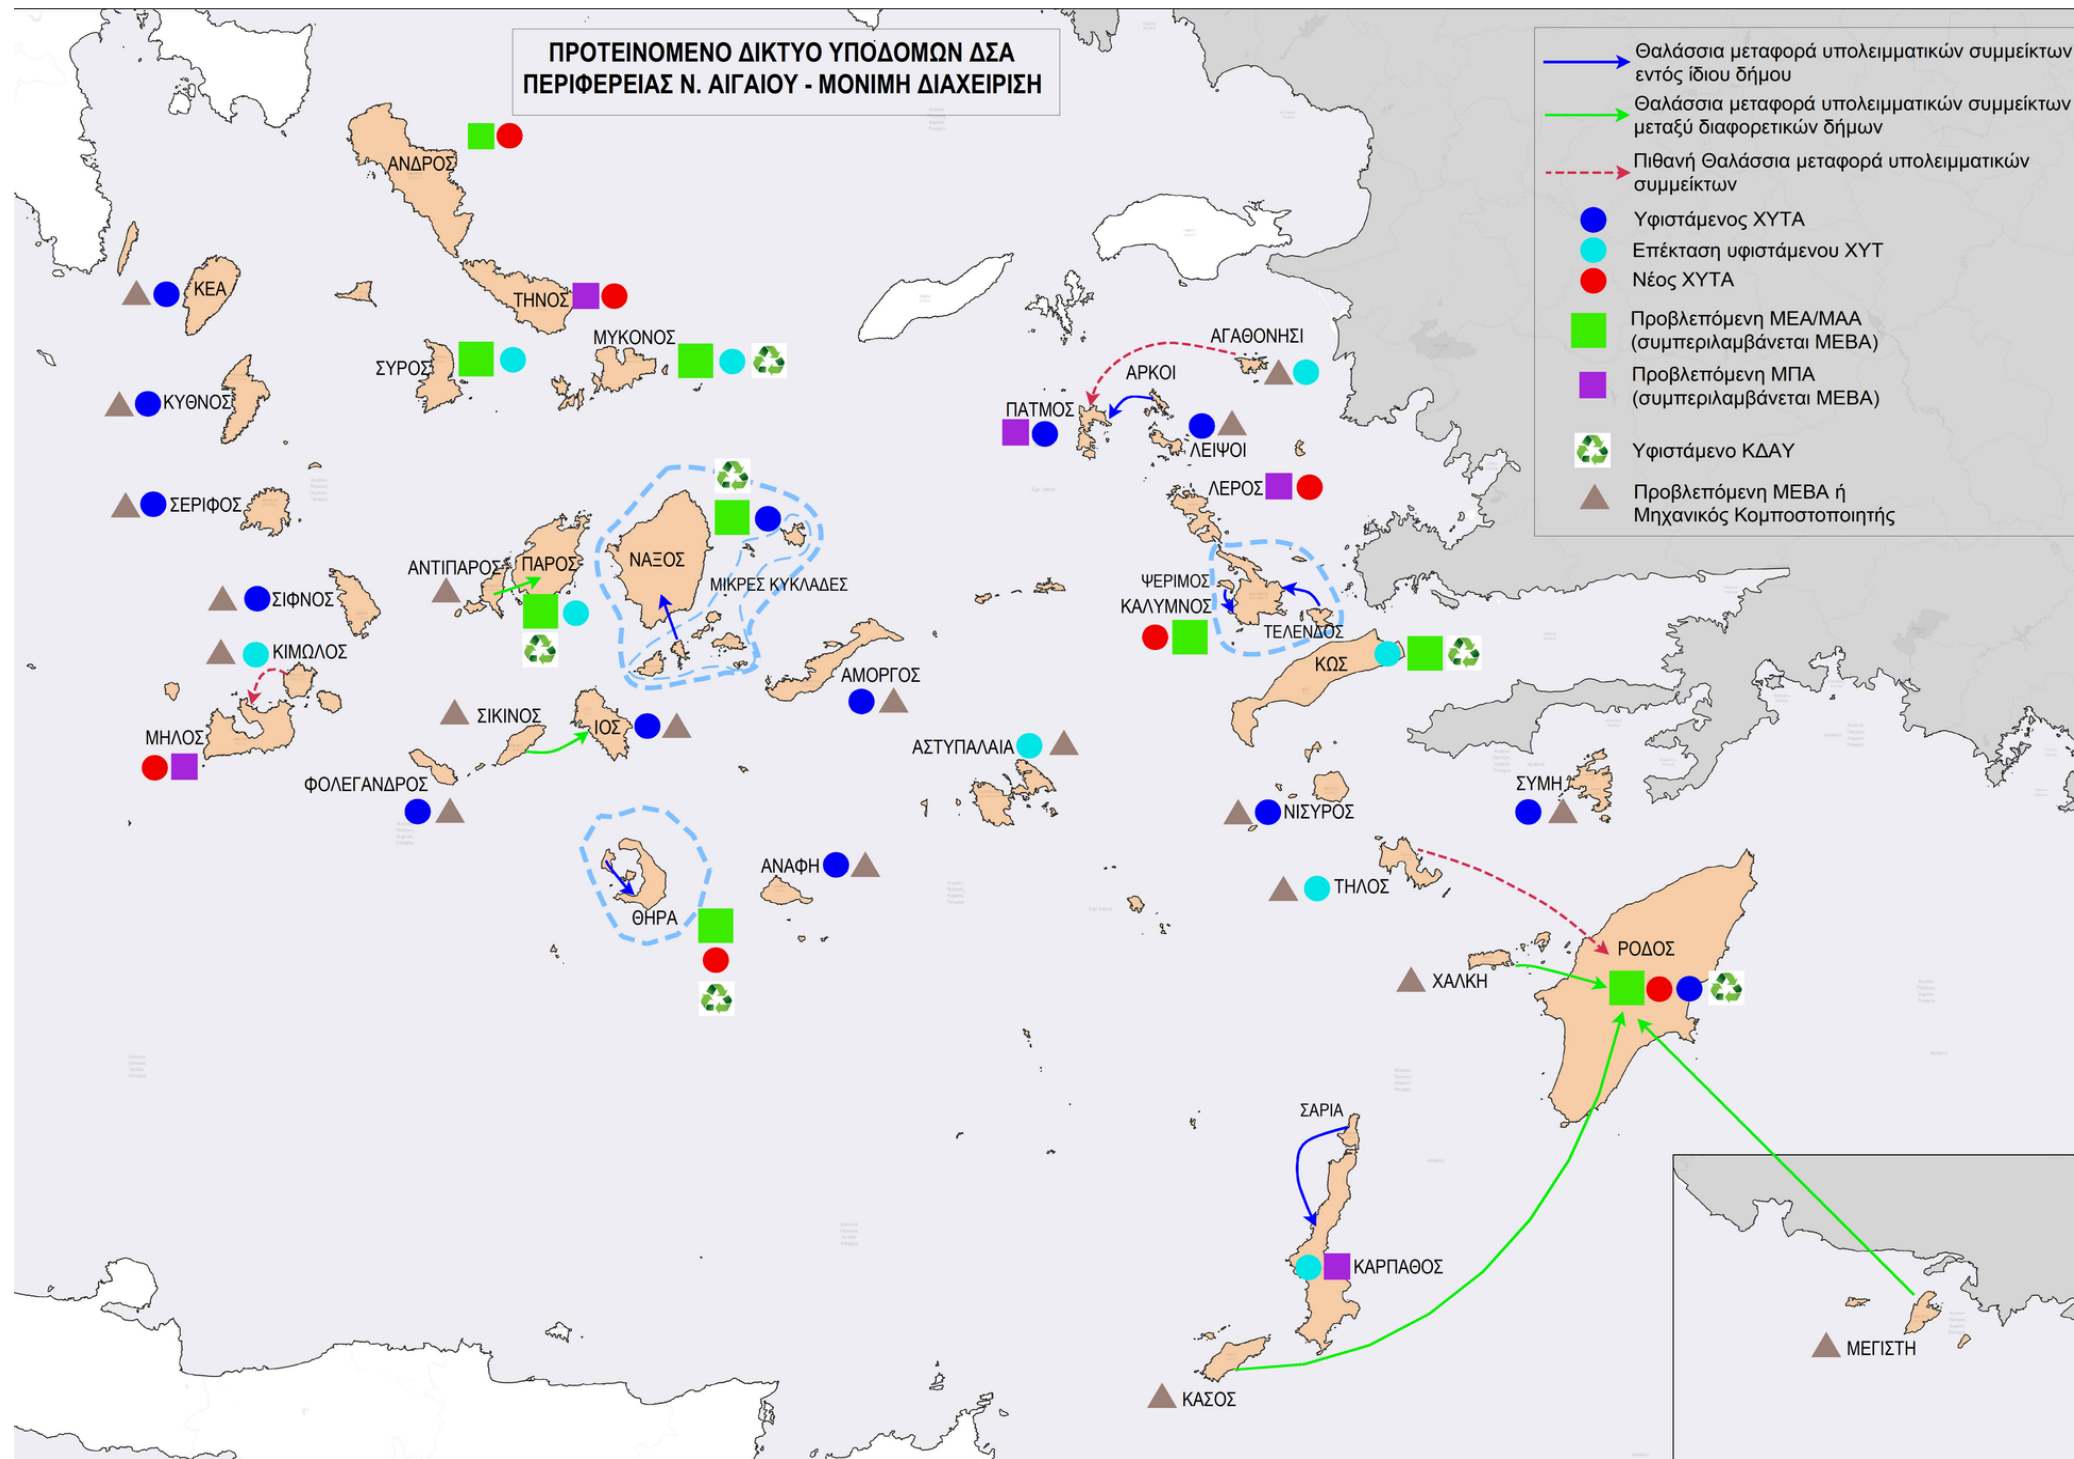 ΠΡΟΤΕΙΝΟΜΕΝΟ ΔΙΚΤΥΟ ΥΠΟΔΟΜΩΝ ΔΣΑ
ΠΕΡΙΦΕΡΕΙΑΣ Ν. ΑΙΓΑΙΟΥ - ΜΟΝΙΜΗ ΔΙΑΧΕΙΡΙΣΗ
Θαλάσσια μεταφορά υπολειμματικών συμμείκτων
εντός ίδιου δήμου
Θαλάσσια μεταφορά υπολειμματικών συμμείκτων
μεταξύ διαφορετικών δήμων
Πιθανή Θαλάσσια μεταφορά υπολειμματικών
συμμείκτων
Υφιστάμενος ΧΥΤΑ
Επέκταση υφιστάμενου ΧΥΤ
Νέος ΧΥΤΑ
Προβλεπόμενη ΜΕΑ/ΜΑΑ
(συμπεριλαμβάνεται ΜΕΒΑ)
Προβλεπόμενη ΜΠΑ
(συμπεριλαμβάνεται ΜΕΒΑ)
Υφιστάμενο ΚΔΑΥ
Προβλεπόμενη ΜΕΒΑ ή
Μηχανικός Κομποστοποιητής
ΑΝΔΡΟΣ
ΚΕΑ
ΤΗΝΟΣ
ΜΥΚΟΝΟΣ
ΣΥΡΟΣ
ΑΓΑΘΟΝΗΣΙ
ΑΡΚΟΙ
ΚΥΘΝΟΣ
ΠΑΤΜΟΣ
ΛΕΙΨΟΙ
ΛΕΡΟΣ
ΣΕΡΙΦΟΣ
ΝΑΞΟΣ
ΠΑΡΟΣ
ΑΝΤΙΠΑΡΟΣ
ΜΙΚΡΕΣ ΚΥΚΛΑΔΕΣ
ΨΕΡΙΜΟΣ
ΚΑΛΥΜΝΟΣ
ΣΙΦΝΟΣ
ΤΕΛΕΝΔΟΣ
ΚΙΜΩΛΟΣ
ΚΩΣ
ΑΜΟΡΓΟΣ
ΣΙΚΙΝΟΣ
ΙΟΣ
ΜΗΛΟΣ
ΑΣΤΥΠΑΛΑΙΑ
ΦΟΛΕΓΑΝΔΡΟΣ
ΣΥΜΗ
ΝΙΣΥΡΟΣ
ΑΝΑΦΗ
ΤΗΛΟΣ
ΘΗΡΑ
ΡΟΔΟΣ
ΧΑΛΚΗ
ΣΑΡΙΑ
ΚΑΡΠΑΘΟΣ
ΜΕΓΙΣΤΗ
ΚΑΣΟΣ